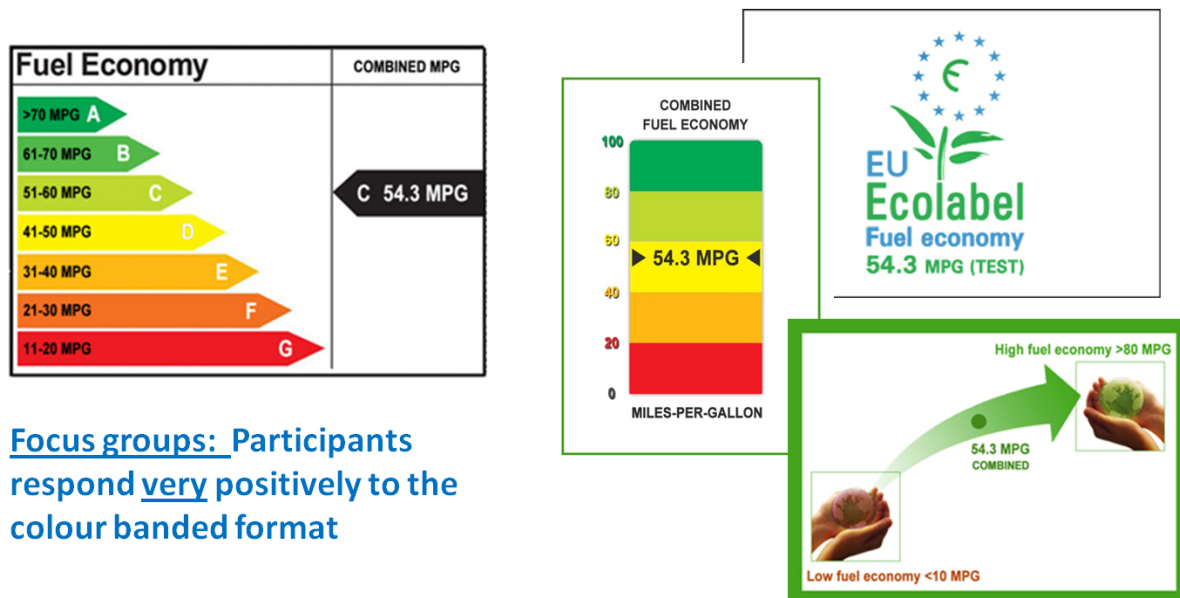 Fuel Economy
COMBINED MPG
>70 MPG A
61-70 MPG B
51-60 MPG C
C 54.3 MPG
41-50 MPG D
31-40 MPG E
21-30 MPG F
11-20 MPG G
Focus groups: Participants
respond very positively to the
colour banded format
COMBINED
FUEL ECONOMY
100
80
60
54.3 MPG
40
20
0
MILES-PER-GALLON
EU
Ecolabel
Fuel economy
54.3 MPG (TEST)
High fuel economy >80 MPG
54.3 MPG
COMBINED
Low fuel economy <10 MPG